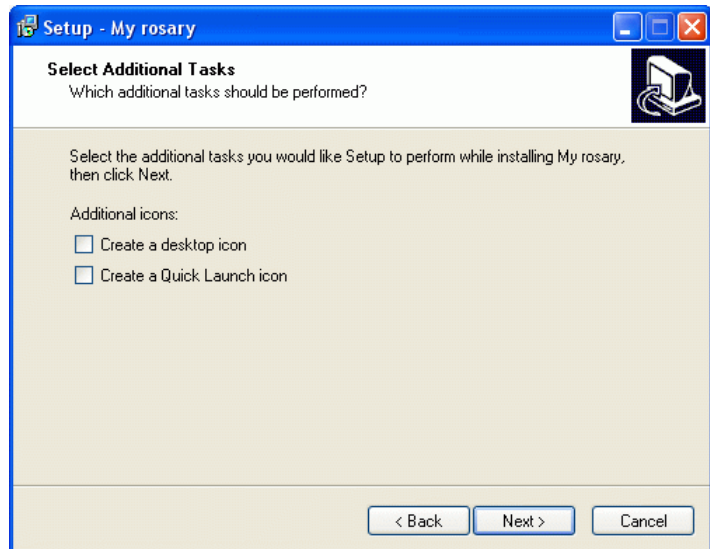 Setup - My rosary
Select Additional Tasks
Which additional tasks should be performed?
Select the additional tasks you would like Setup to perform while installing My rosary,
then click Next.
Additional icons:
Create a desktop icon
Create a Quick Launch icon
< Back
Next >
Cancel